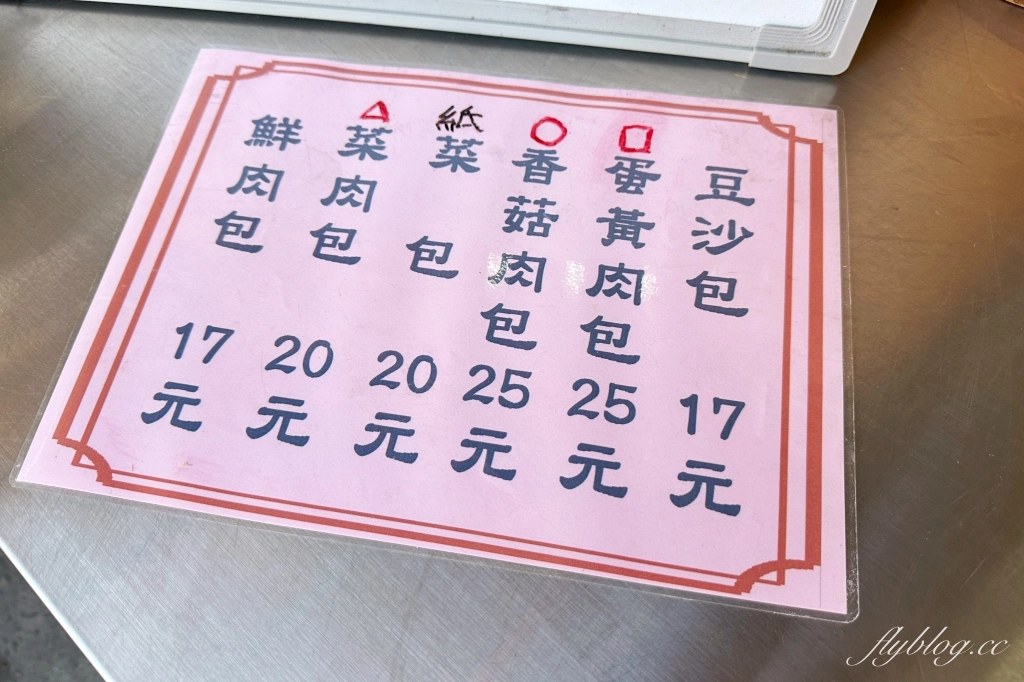 豆沙包 17元
蛋黃肉包 25元
香菇肉包 25元
紙
菜包 20元
菜肉包 20元
鮮肉包 17元
flyblog.cc